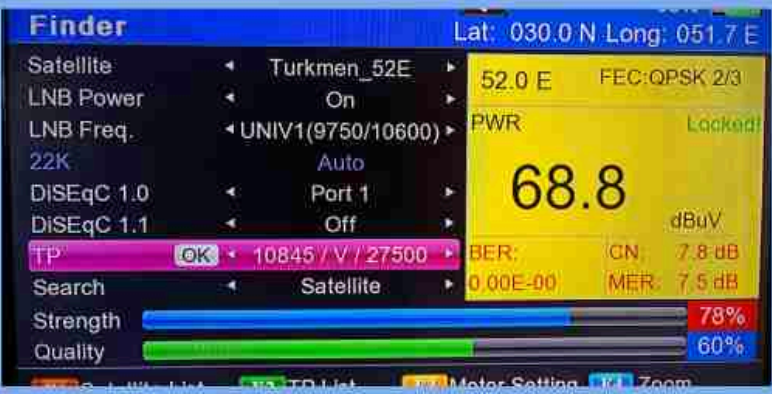 Finder
Lat: 030.0 N Long: 051.7 E
Satellite Turkmen_52E
LNB Power On
LNB Freq. UNIV1(9750/10600)
22K Auto
DiSEqC 1.0 Port 1
DiSEqC 1.1 Off
TP OK 10845 / V / 27500
Search Satellite
52.0 E FEC:QPSK 2/3
PWR Locked!
68.8
dBuV
BER: CN: 7.8 dB
0.00E-00 MER: 7.5 dB
Strength 78%
Quality 60%
Satellite List TP List Motor Setting Zoom